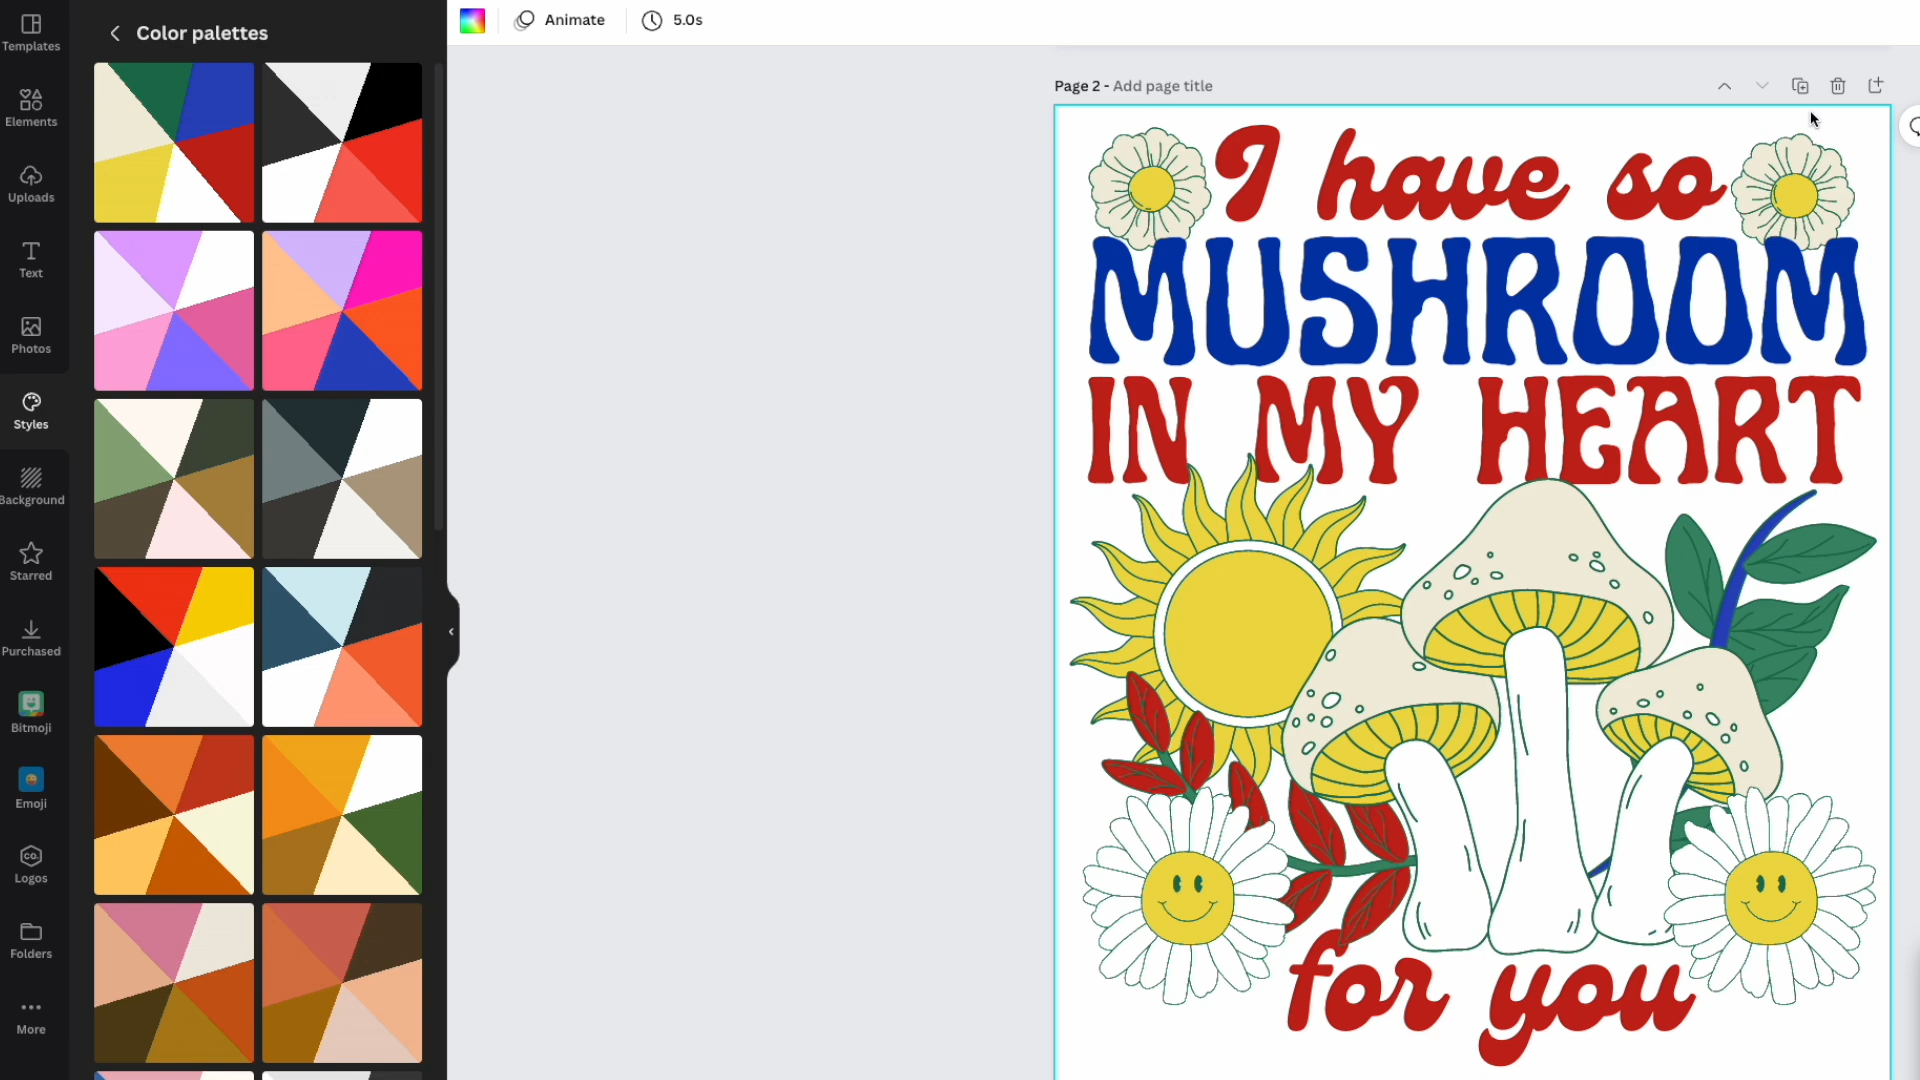 Templates
Elements
Uploads
Text
Photos
Styles
Background
Starred
Purchased
Bitmoji
Emoji
CO.
Logos
Folders
More
Color palettes
Animate
5.0s
Page 2 - Add page title
I have so
MUSHROOM
IN MY HEART
for you